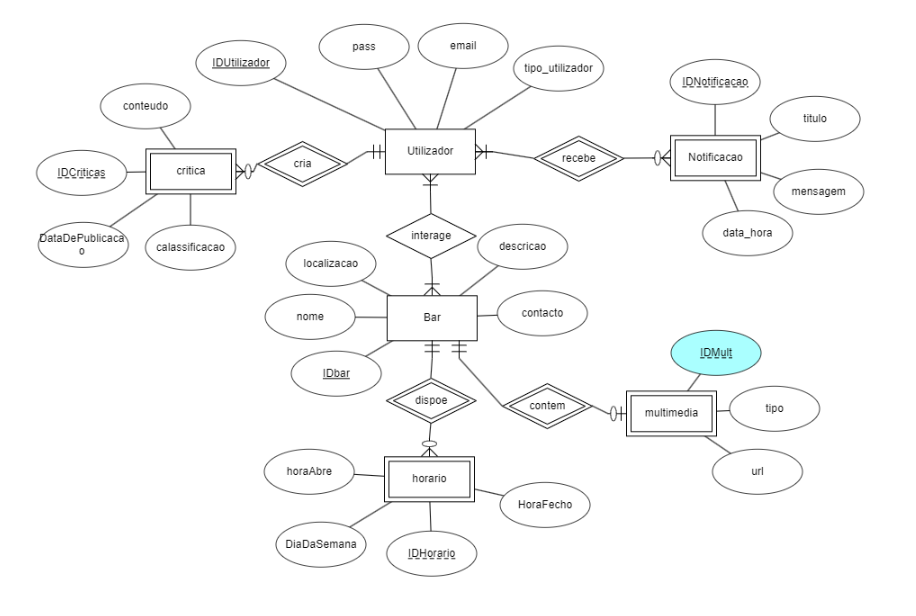 pass
email
IDUtilizador
tipo_utilizador
IDNotificacao
conteudo
titulo
Utilizador
cria
recebe
Notificacao
critica
IDCriticas
mensagem
data_hora
DataDePublicaca
o
calassificacao
interage
descricao
localizacao
nome
Bar
contacto
IDbar
IDMult
dispoe
contem
multimedia
tipo
url
horaAbre
horario
HoraFecho
DiaDaSemana
IDHorario